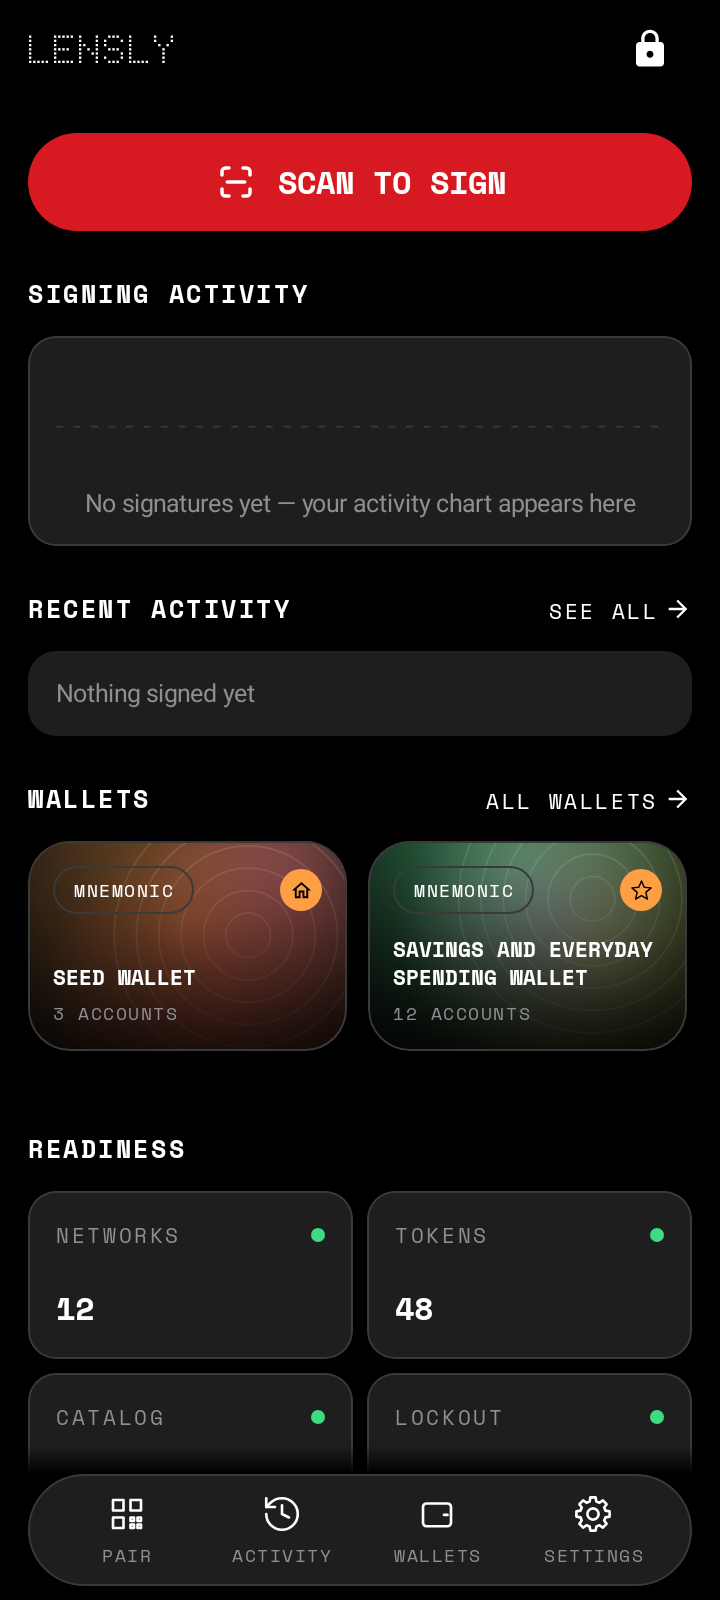 LENSLY
SCAN TO SIGN
SIGNING ACTIVITY
No signatures yet — your activity chart appears here
RECENT ACTIVITY
SEE ALL →
Nothing signed yet
WALLETS
ALL WALLETS →
MNEMONIC
SEED WALLET
3 ACCOUNTS
MNEMONIC
SAVINGS AND EVERYDAY
SPENDING WALLET
12 ACCOUNTS
READINESS
NETWORKS
12
TOKENS
48
CATALOG
LOCKOUT
PAIR
ACTIVITY
WALLETS
SETTINGS